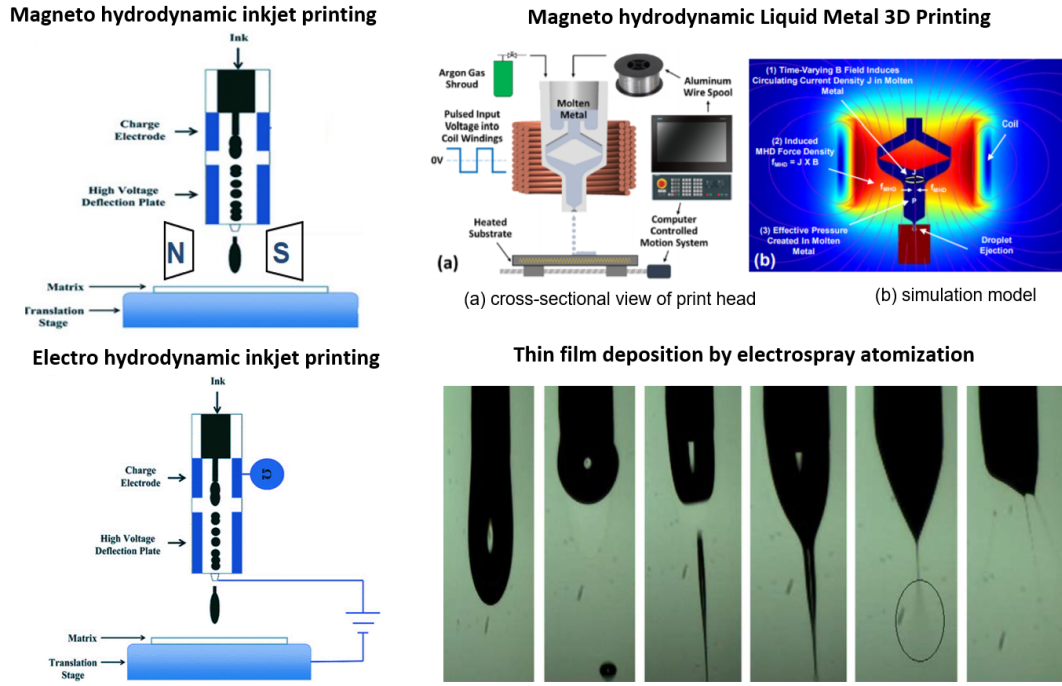 Magneto hydrodynamic inkjet printing
Ink
Charge
Electrode
High Voltage
Deflection Plate
N
S
Matrix
Translation
Stage
Magneto hydrodynamic Liquid Metal 3D Printing
Argon Gas
Shroud
Molten
Metal
Aluminum
Wire Spool
Pulsed Input
Voltage into
Coil Windings
0V
Heated
Substrate
Computer
Controlled
Motion System
(a)
(a) cross-sectional view of print head
(1) Time-Varying B Field Induces
Circulating Current Density J in Molten
Metal
Coil
(2) Induced
MHD Force Density
fMHD = J X B
J
fMHD
fMHD
P
(3) Effective Pressure
Created in Molten
Metal
Droplet
Ejection
(b)
(b) simulation model
Electro hydrodynamic inkjet printing
Ink
Charge
Electrode
Ω
High Voltage
Deflection Plate
Matrix
Translation
Stage
Thin film deposition by electrospray atomization